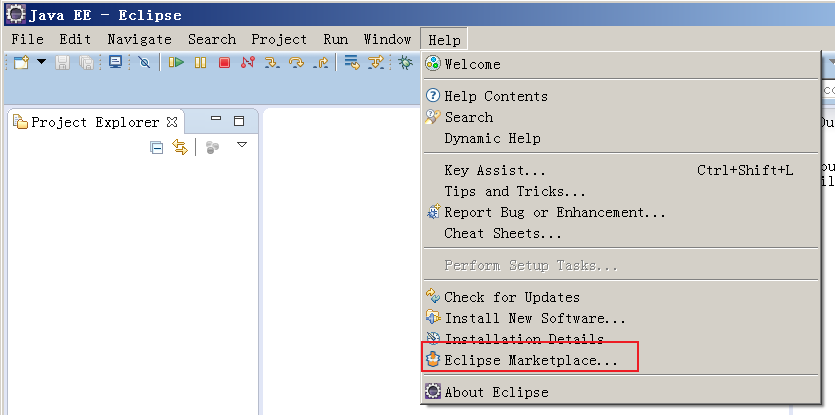 Java EE - Eclipse
File Edit Navigate Search Project Run Window Help
Project Explorer
Welcome
Help Contents
Search
Dynamic Help
Key Assist... Ctrl+Shift+L
Tips and Tricks...
Report Bug or Enhancement...
Cheat Sheets...
Perform Setup Tasks...
Check for Updates
Install New Software...
Installation Details
Eclipse Marketplace...
About Eclipse